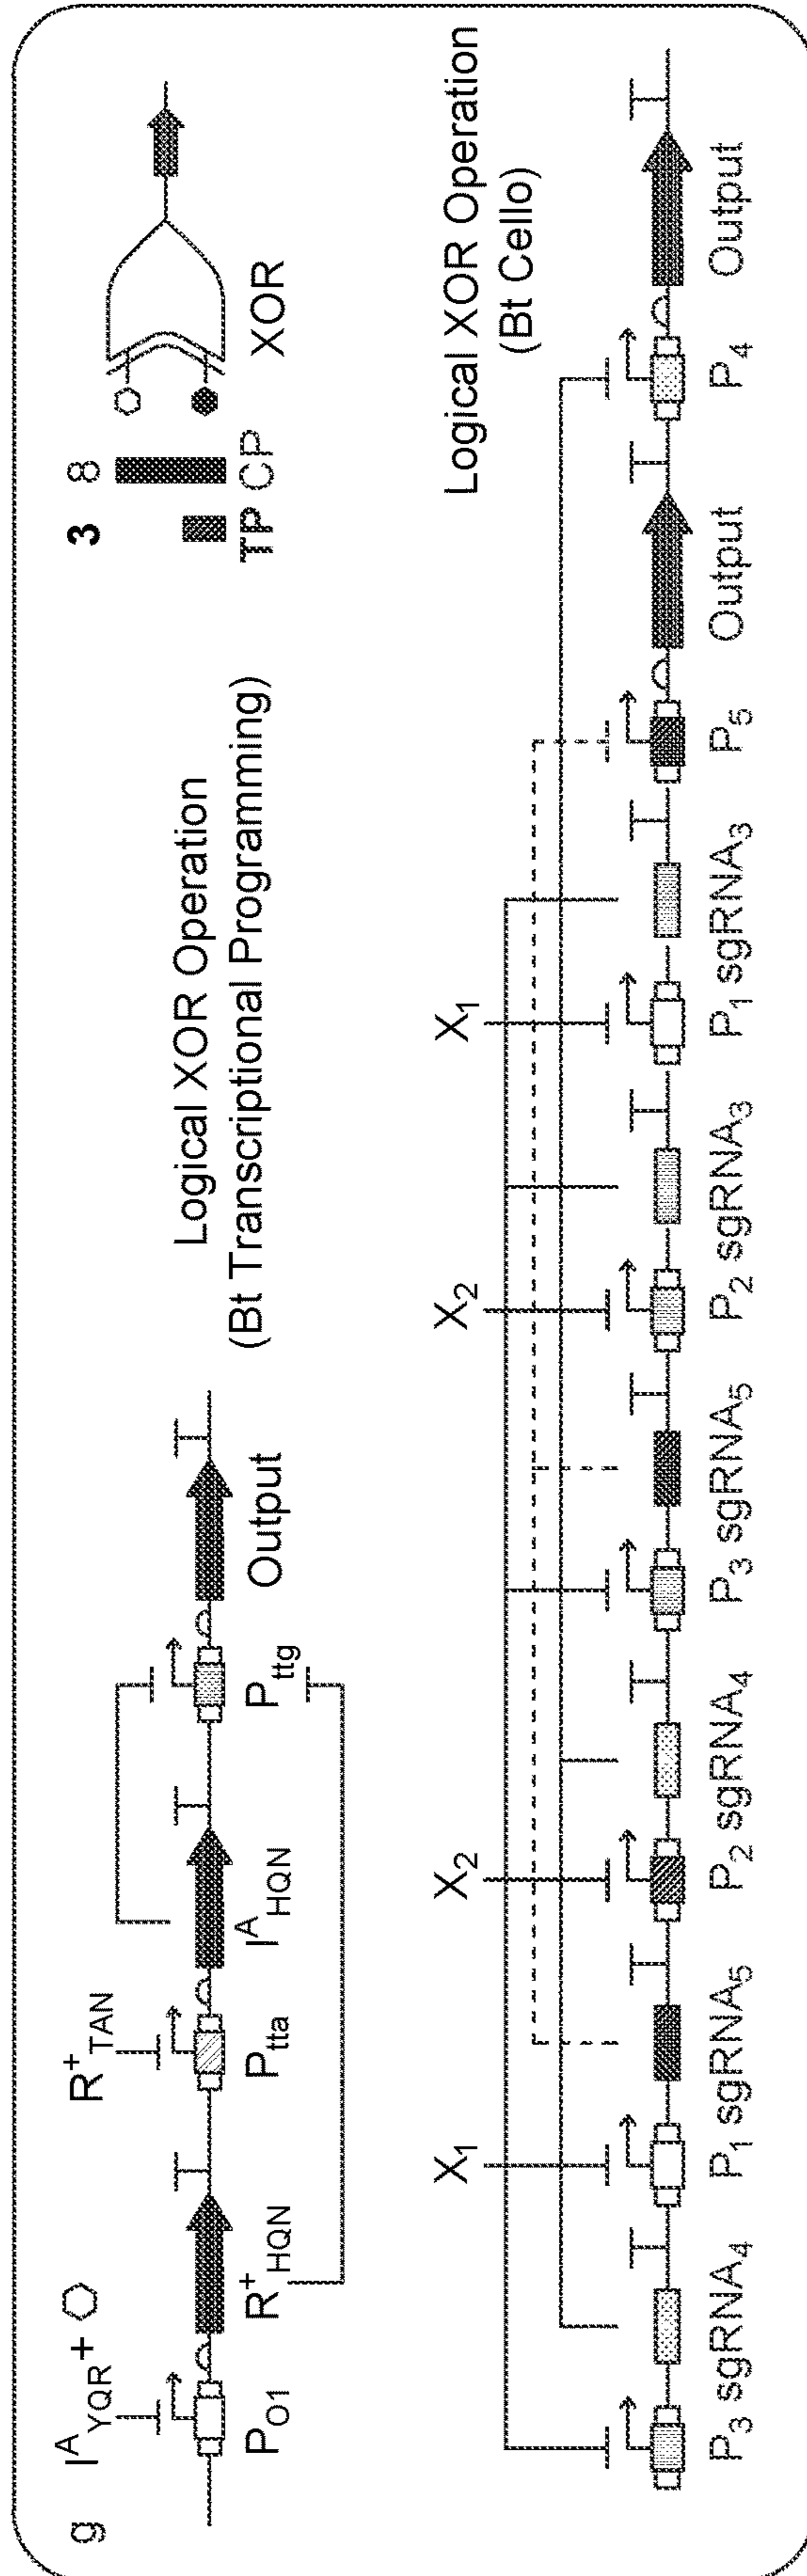 g
I^A_YQR + ⬡
R^+_TAN
P_O1
R^+_HQN
P_tta
I^A_HQN
P_ttg
Output
Logical XOR Operation
(Bt Transcriptional Programming)
3 8
TP CP
XOR
Logical XOR Operation
(Bt Cello)
X_1 X_2 X_2 X_1
P_3 sgRNA_4 P_1 sgRNA_5 P_2 sgRNA_4 P_3 sgRNA_5 P_2 sgRNA_3 P_1 sgRNA_3 P_5 Output P_4 Output